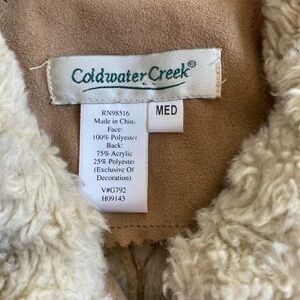 Coldwater Creek®
MED
RN98516
Made in China
Face:
100% Polyester
Back:
75% Acrylic
25% Polyester
(Exclusive Of
Decoration)
V#G792
H09143